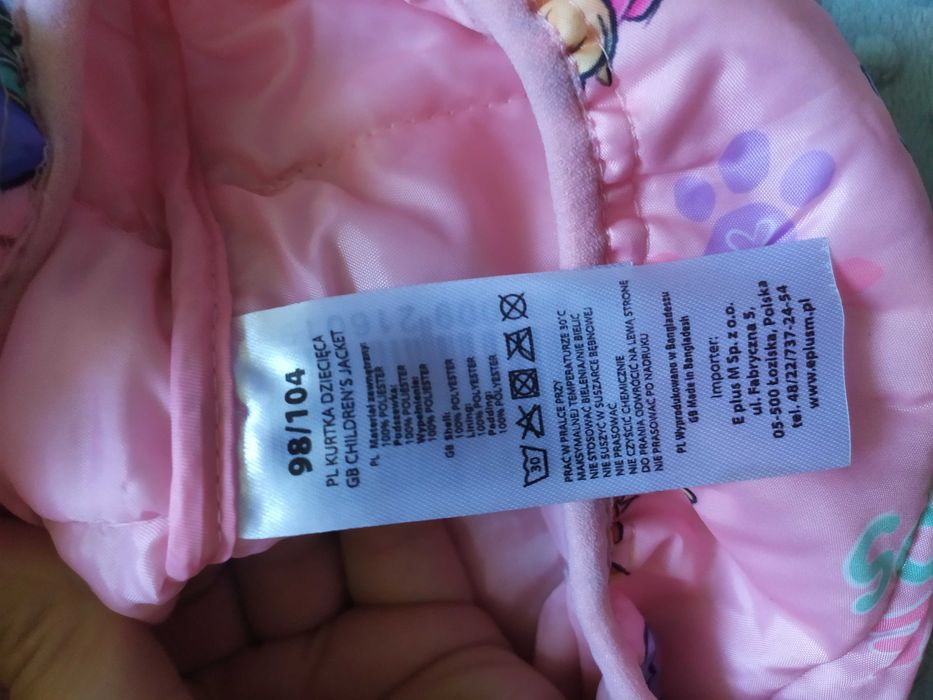 98/104
PL KURTKA DZIECIĘCA
GB CHILDREN'S JACKET
PL Materiał zewnętrzny:
100% POLIESTER
Podszewka:
100% POLIESTER
Wypełnienie:
100% POLIESTER
GB Shell:
100% POLYESTER
Lining:
100% POLYESTER
Padding:
100% POLYESTER
30
PRAĆ W PRALCE PRZY
MAKSYMALNEJ TEMPERATURZE 30°C
NIE STOSOWAĆ BIELENIA/NIE BIELIĆ
NIE SUSZYĆ W SUSZARCE BĘBNOWEJ
NIE PRASOWAĆ
NIE CZYŚCIĆ CHEMICZNIE
DO PRANIA ODWRÓCIĆ NA LEWĄ STRONĘ
NIE PRASOWAĆ PO NADRUKU
PL Wyprodukowano w Bangladeszu
GB Made in Bangladesh
Importer:
E plus M Sp. z o.o.
ul. Fabryczna 5,
05-500 Łoziska, Polska
tel. 48/22/737-24-54
www.eplusm.pl